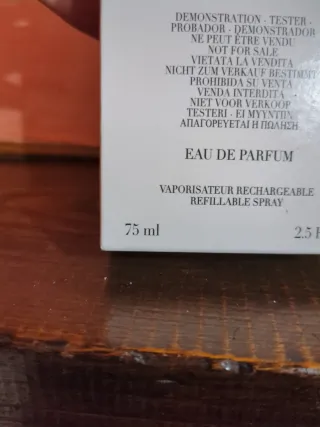 DEMONSTRATION - TESTER -
PROBADOR - DEMONSTRADOR
NE PEUT ÊTRE VENDU
NOT FOR SALE
VIETATA LA VENDITA
NICHT ZUM VERKAUF BESTIMMT
PROHIBIDA SU VENTA
VENDA INTERDITA
NIET VOOR VERKOOP
TESTERI - EI MYYNTIIN
ΑΠΑΓΟΡΕΥΕΤΑΙ Η ΠΩΛΗΣΗ
EAU DE PARFUM
VAPORISATEUR RECHARGEABLE
REFILLABLE SPRAY
75 ml 2.5